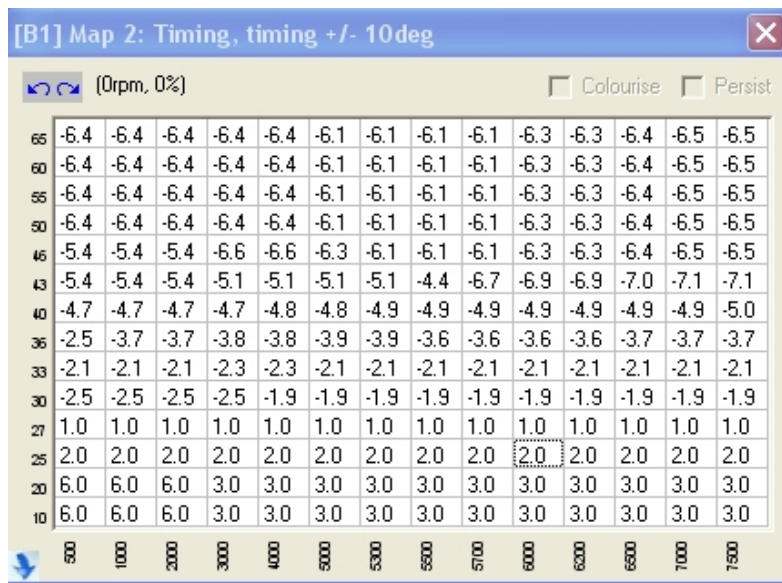 [B1] Map 2: Timing, timing +/- 10deg
(0rpm, 0%) Colourise Persist
65 -6.4 -6.4 -6.4 -6.4 -6.4 -6.1 -6.1 -6.1 -6.1 -6.3 -6.3 -6.4 -6.5 -6.5
60 -6.4 -6.4 -6.4 -6.4 -6.4 -6.1 -6.1 -6.1 -6.1 -6.3 -6.3 -6.4 -6.5 -6.5
55 -6.4 -6.4 -6.4 -6.4 -6.4 -6.1 -6.1 -6.1 -6.1 -6.3 -6.3 -6.4 -6.5 -6.5
50 -6.4 -6.4 -6.4 -6.4 -6.4 -6.1 -6.1 -6.1 -6.1 -6.3 -6.3 -6.4 -6.5 -6.5
46 -5.4 -5.4 -5.4 -6.6 -6.6 -6.3 -6.1 -6.1 -6.1 -6.3 -6.3 -6.4 -6.5 -6.5
43 -5.4 -5.4 -5.4 -5.1 -5.1 -5.1 -5.1 -4.4 -6.7 -6.9 -6.9 -7.0 -7.1 -7.1
40 -4.7 -4.7 -4.7 -4.7 -4.8 -4.8 -4.9 -4.9 -4.9 -4.9 -4.9 -4.9 -4.9 -5.0
36 -2.5 -3.7 -3.7 -3.8 -3.8 -3.9 -3.9 -3.6 -3.6 -3.6 -3.6 -3.7 -3.7 -3.7
33 -2.1 -2.1 -2.1 -2.3 -2.3 -2.1 -2.1 -2.1 -2.1 -2.1 -2.1 -2.1 -2.1 -2.1
30 -2.5 -2.5 -2.5 -2.5 -1.9 -1.9 -1.9 -1.9 -1.9 -1.9 -1.9 -1.9 -1.9 -1.9
27 1.0 1.0 1.0 1.0 1.0 1.0 1.0 1.0 1.0 1.0 1.0 1.0 1.0 1.0
25 2.0 2.0 2.0 2.0 2.0 2.0 2.0 2.0 2.0 2.0 2.0 2.0 2.0 2.0
20 6.0 6.0 6.0 3.0 3.0 3.0 3.0 3.0 3.0 3.0 3.0 3.0 3.0 3.0
10 6.0 6.0 6.0 3.0 3.0 3.0 3.0 3.0 3.0 3.0 3.0 3.0 3.0 3.0
500 1000 2000 3000 4000 5000 5300 5700 6000 7000 7500